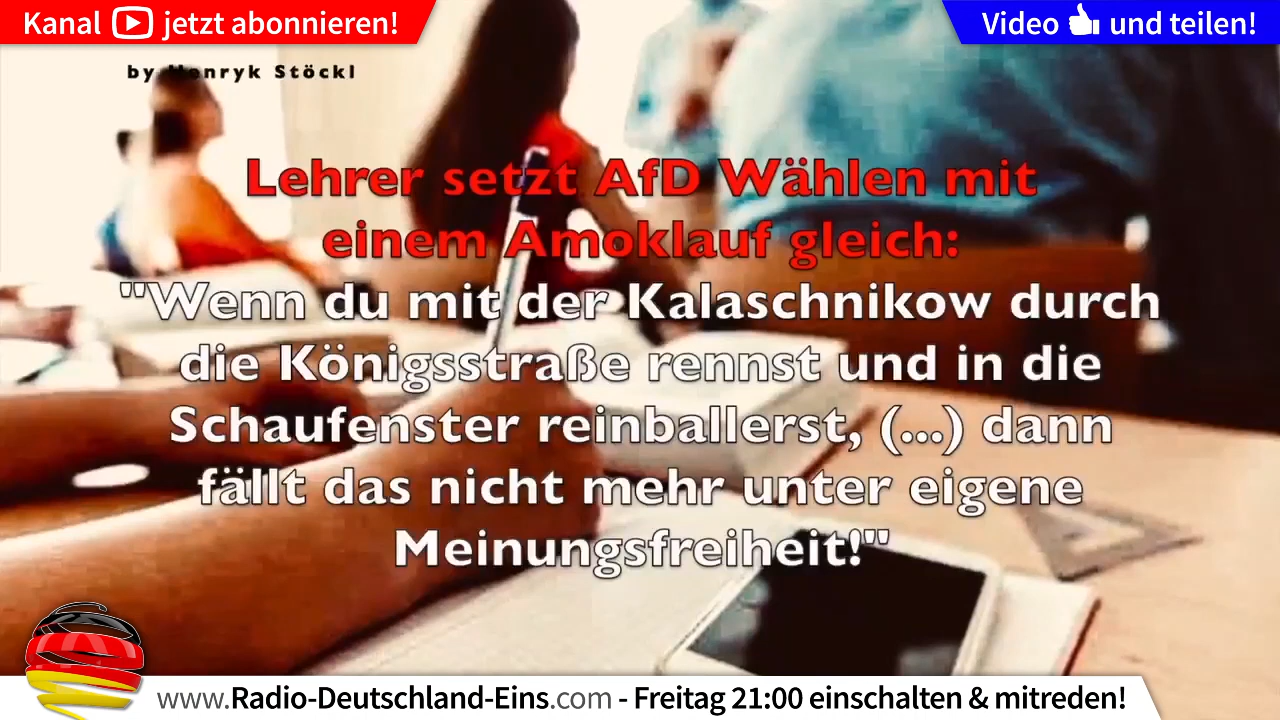 Kanal jetzt abonnieren!
Video und teilen!
by Henryk Stöckl
Lehrer setzt AfD Wählen mit
einem Amoklauf gleich:
"Wenn du mit der Kalaschnikow durch
die Königsstraße rennst und in die
Schaufenster reinballerst, (...) dann
fällt das nicht mehr unter eigene
Meinungsfreiheit!"
www.Radio-Deutschland-Eins.com - Freitag 21:00 einschalten & mitreden!